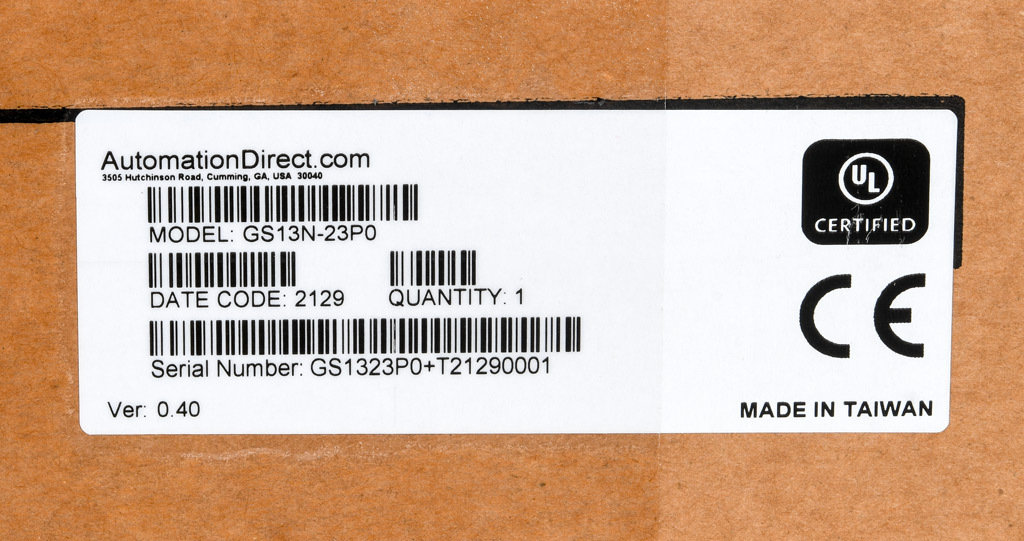 AutomationDirect.com
3505 Hutchinson Road, Cumming, GA, USA 30040
MODEL: GS13N-23P0
DATE CODE: 2129 QUANTITY: 1
Serial Number: GS1323P0+T21290001
Ver: 0.40
UL
CERTIFIED
CE
MADE IN TAIWAN